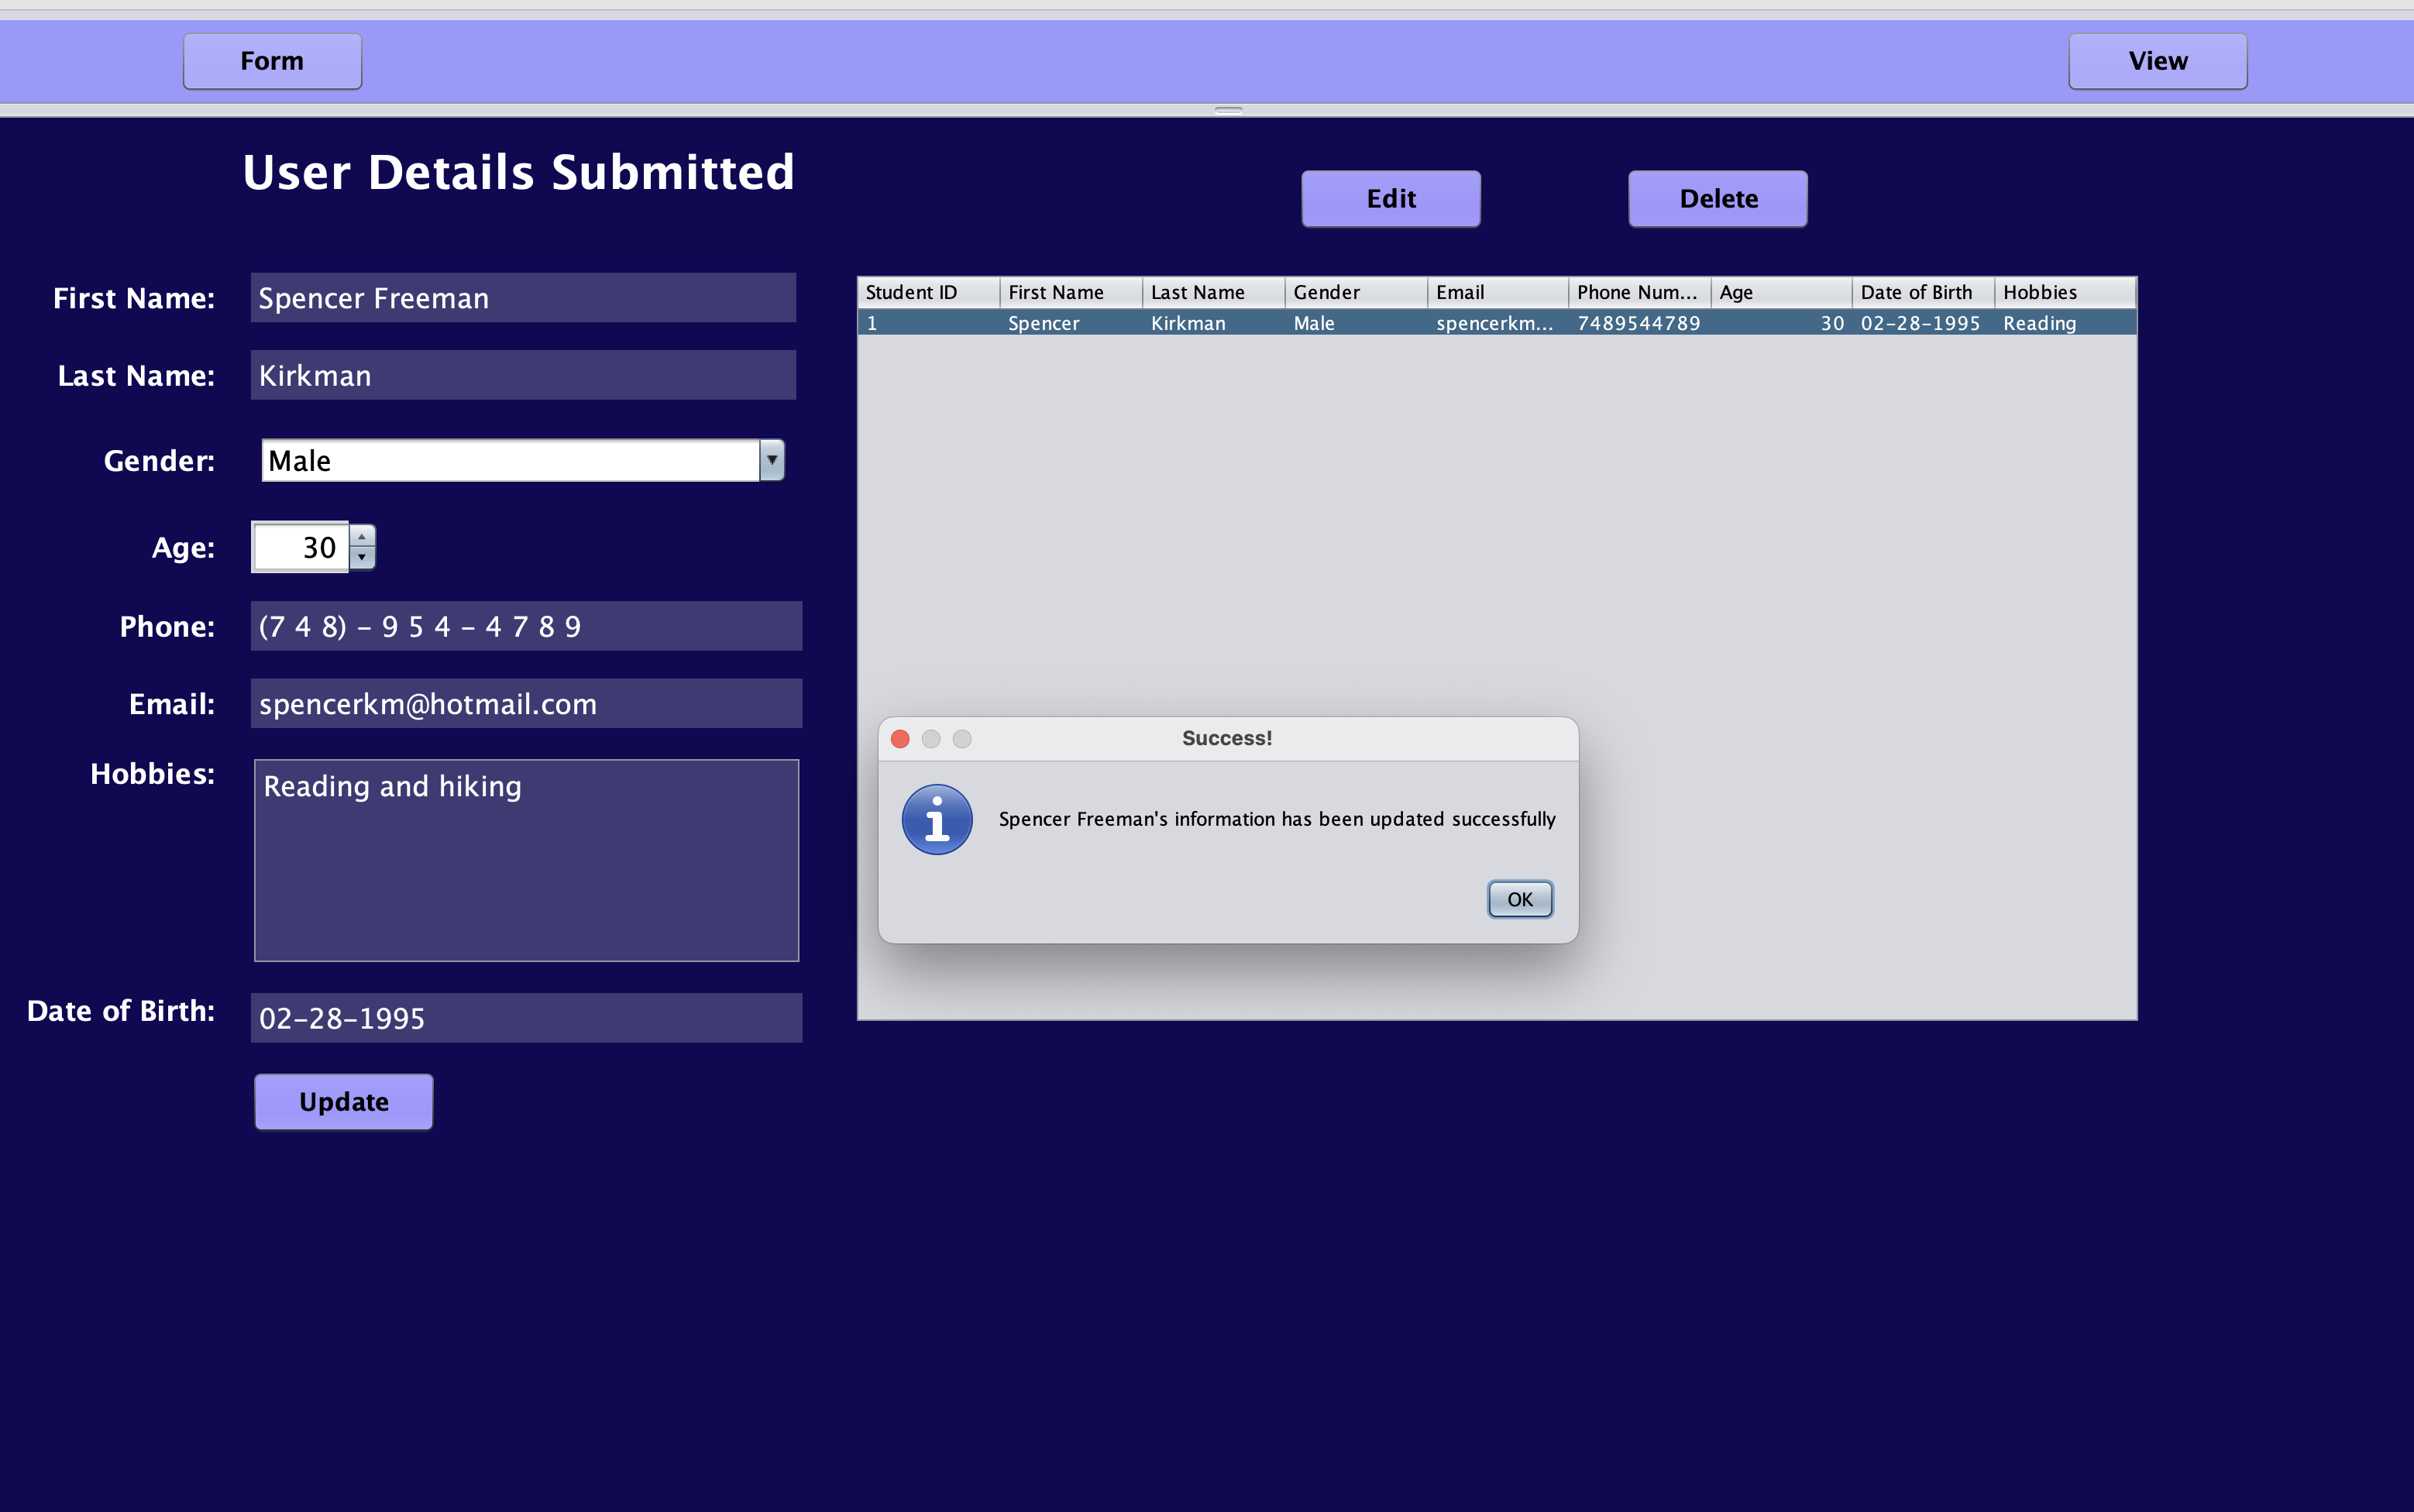 Form
View
User Details Submitted
Edit
Delete
First Name:
Spencer Freeman
Last Name:
Kirkman
Gender:
Male
Age:
30
Phone:
(7 4 8) - 9 5 4 - 4 7 8 9
Email:
spencerkm@hotmail.com
Hobbies:
Reading and hiking
Date of Birth:
02-28-1995
Update
Student ID First Name Last Name Gender Email Phone Num... Age Date of Birth Hobbies
1 Spencer Kirkman Male spencerkm... 7489544789 30 02-28-1995 Reading
Success!
Spencer Freeman's information has been updated successfully
OK